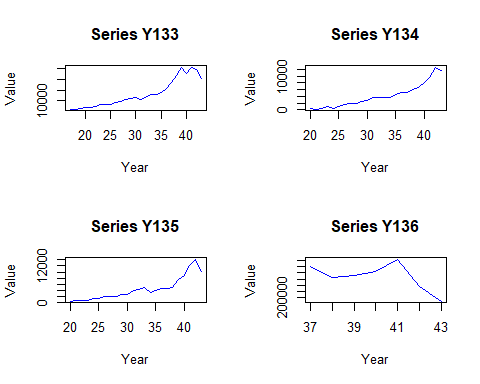 Series Y133
Value
10000
20 25 30 35 40
Year
Series Y134
Value
0 10000
20 25 30 35 40
Year
Series Y135
Value
0 12000
20 25 30 35 40
Year
Series Y136
Value
200000
37 39 41 43
Year